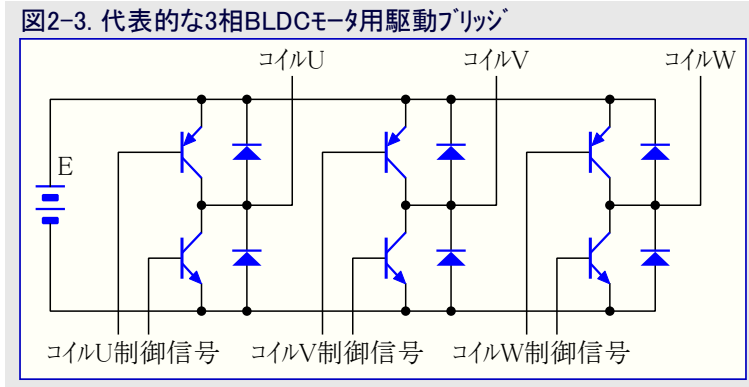 図2-3. 代表的な3相BLDCﾓｰﾀ用駆動ﾌﾞﾘｯｼﾞ
コイルU コイルV コイルW
E
コイルU制御信号 コイルV制御信号 コイルW制御信号